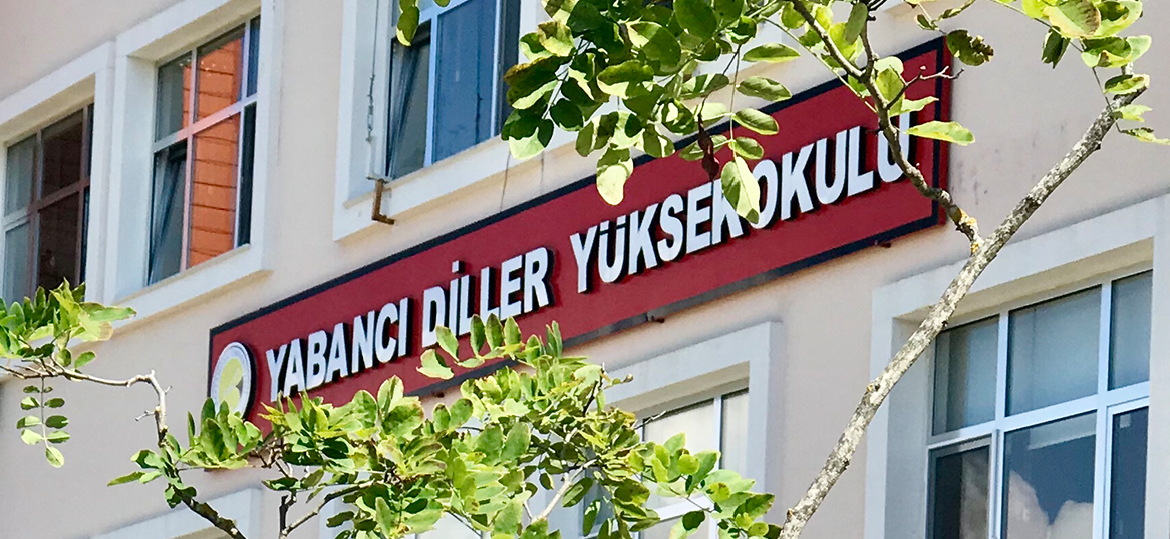 YABANCI DİLLER YÜKSEKOKULU